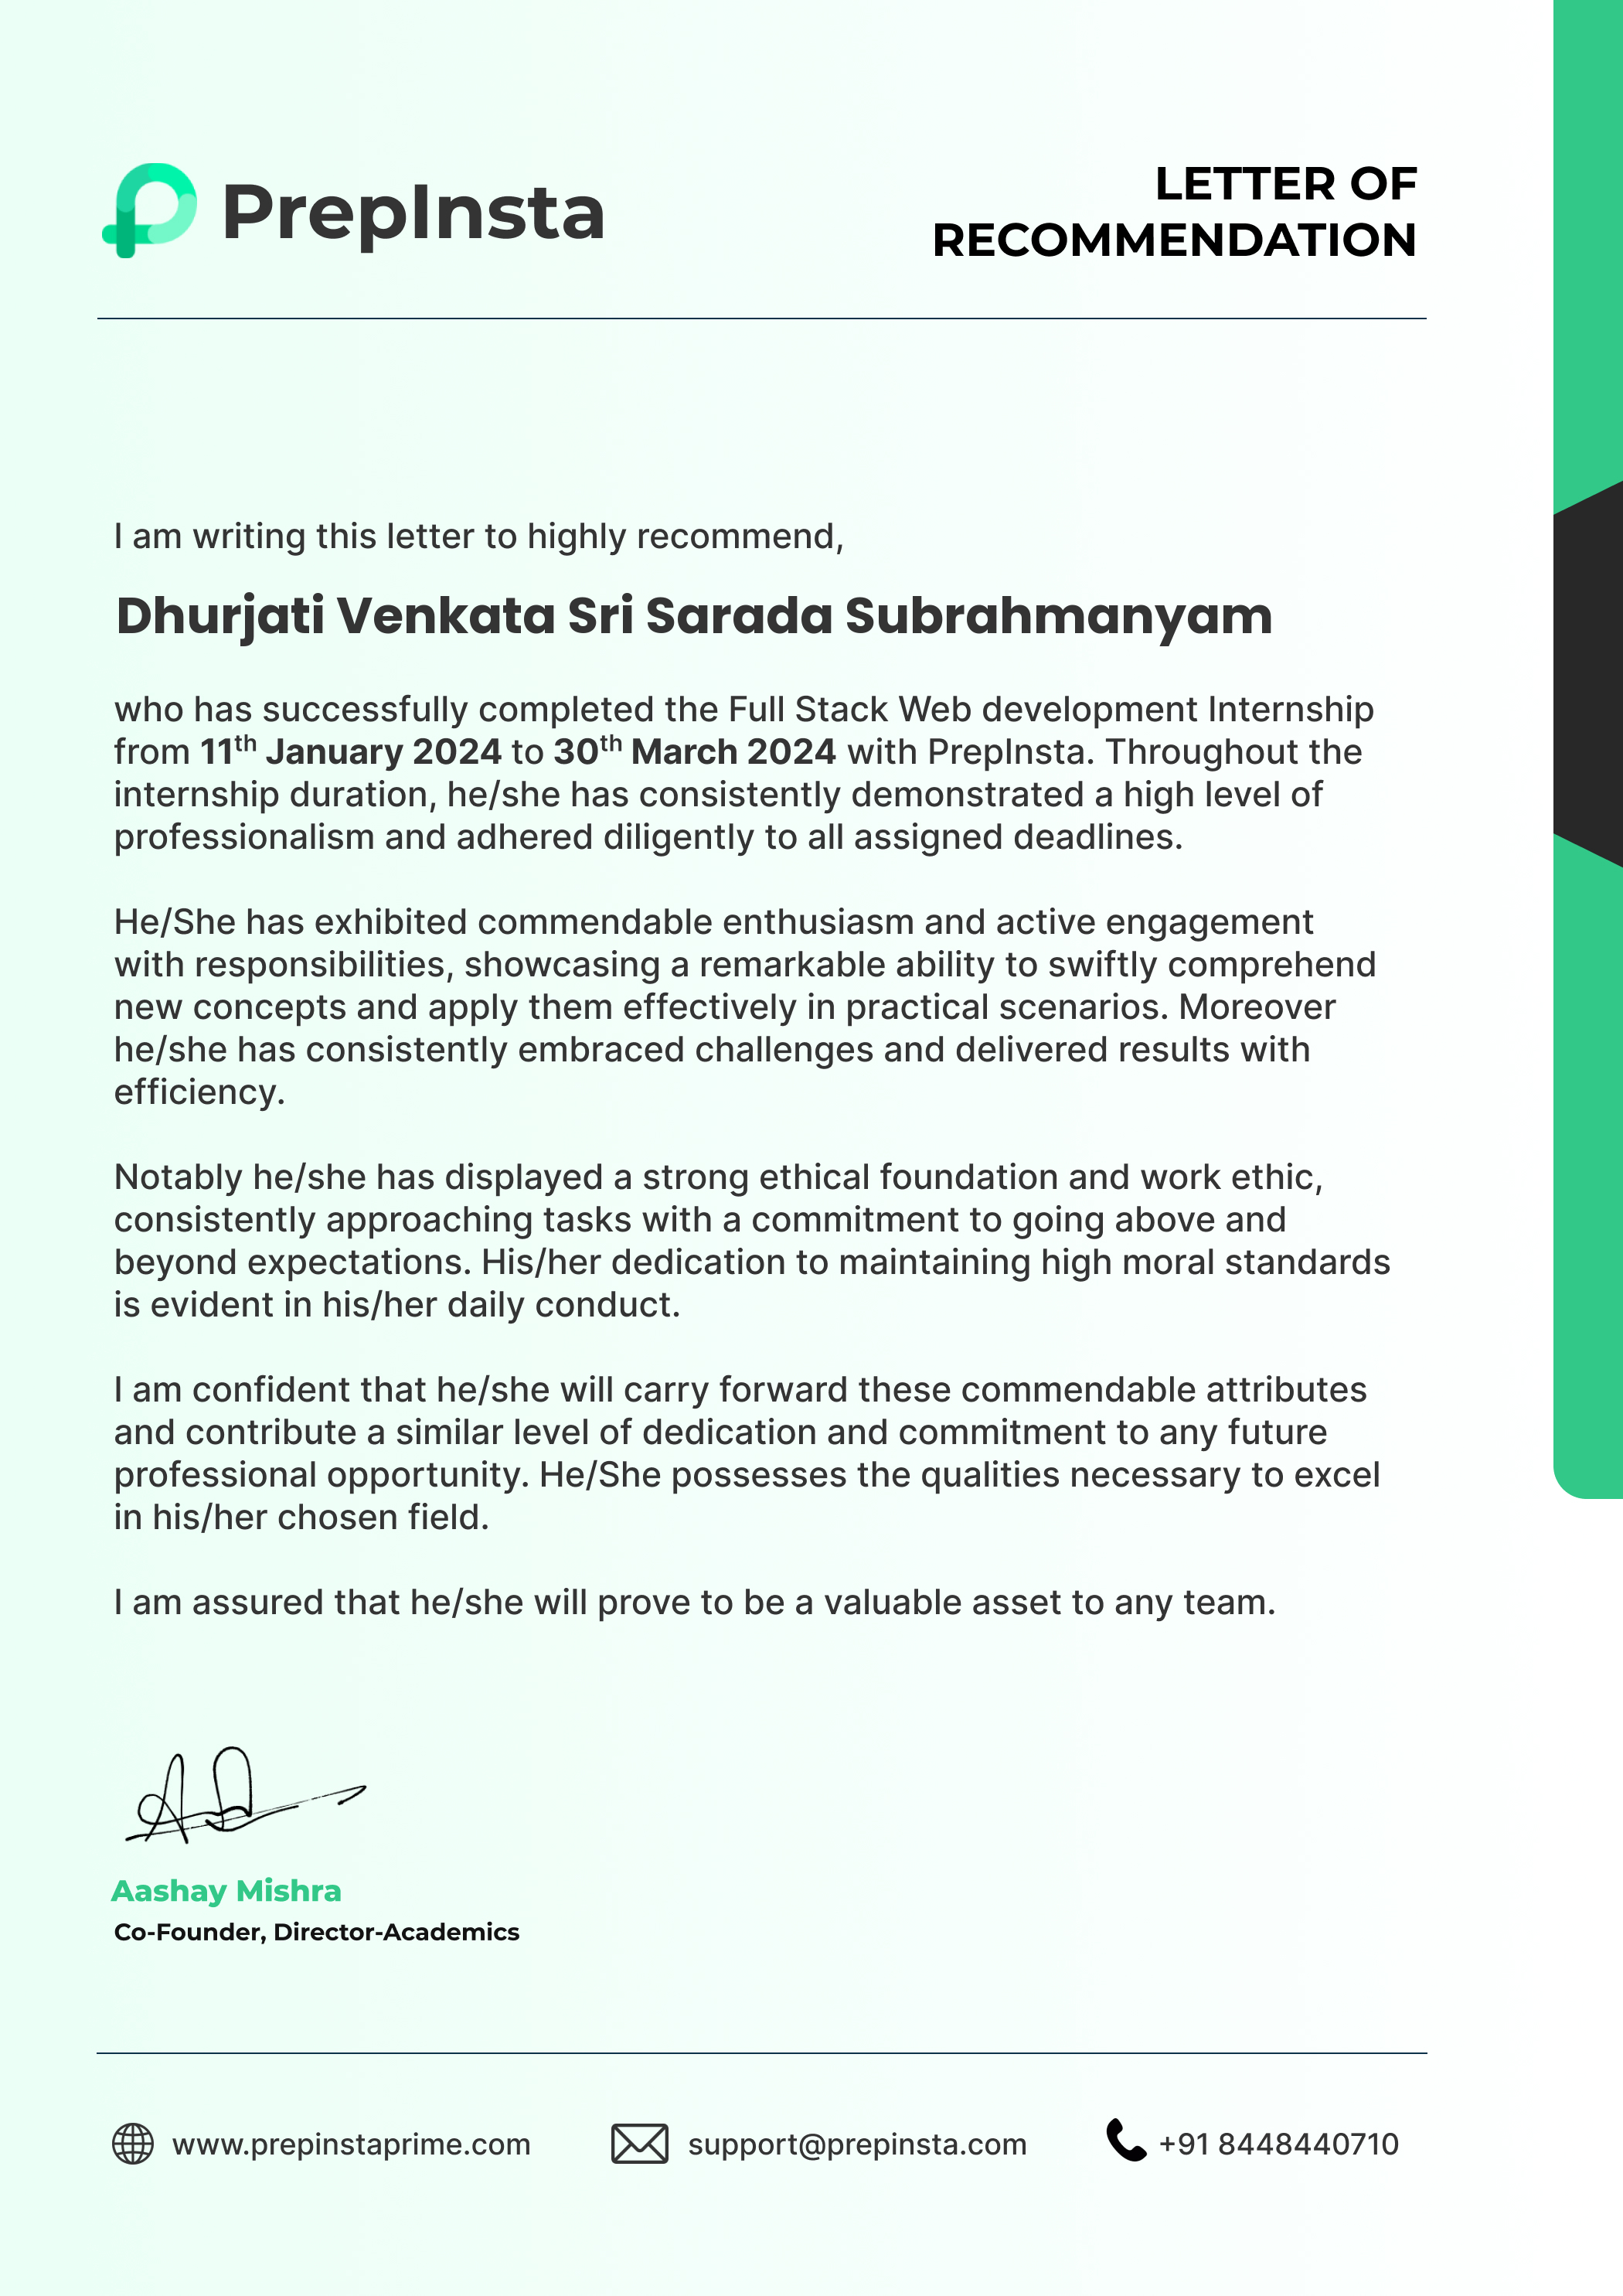 PrepInsta
LETTER OF
RECOMMENDATION
I am writing this letter to highly recommend,
Dhurjati Venkata Sri Sarada Subrahmanyam
who has successfully completed the Full Stack Web development Internship
from 11th January 2024 to 30th March 2024 with PrepInsta. Throughout the
internship duration, he/she has consistently demonstrated a high level of
professionalism and adhered diligently to all assigned deadlines.
He/She has exhibited commendable enthusiasm and active engagement
with responsibilities, showcasing a remarkable ability to swiftly comprehend
new concepts and apply them effectively in practical scenarios. Moreover
he/she has consistently embraced challenges and delivered results with
efficiency.
Notably he/she has displayed a strong ethical foundation and work ethic,
consistently approaching tasks with a commitment to going above and
beyond expectations. His/her dedication to maintaining high moral standards
is evident in his/her daily conduct.
I am confident that he/she will carry forward these commendable attributes
and contribute a similar level of dedication and commitment to any future
professional opportunity. He/She possesses the qualities necessary to excel
in his/her chosen field.
I am assured that he/she will prove to be a valuable asset to any team.
Aashay Mishra
Co-Founder, Director-Academics
www.prepinstaprime.com
support@prepinsta.com
+91 8448440710